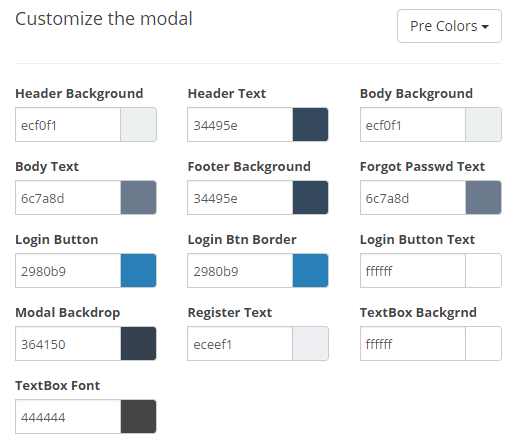 Customize the modal
Pre Colors
Header Background Header Text Body Background
ecf0f1 34495e ecf0f1
Body Text Footer Background Forgot Passwd Text
6c7a8d 34495e 6c7a8d
Login Button Login Btn Border Login Button Text
2980b9 2980b9 ffffff
Modal Backdrop Register Text TextBox Backgrnd
364150 eceef1 ffffff
TextBox Font
444444